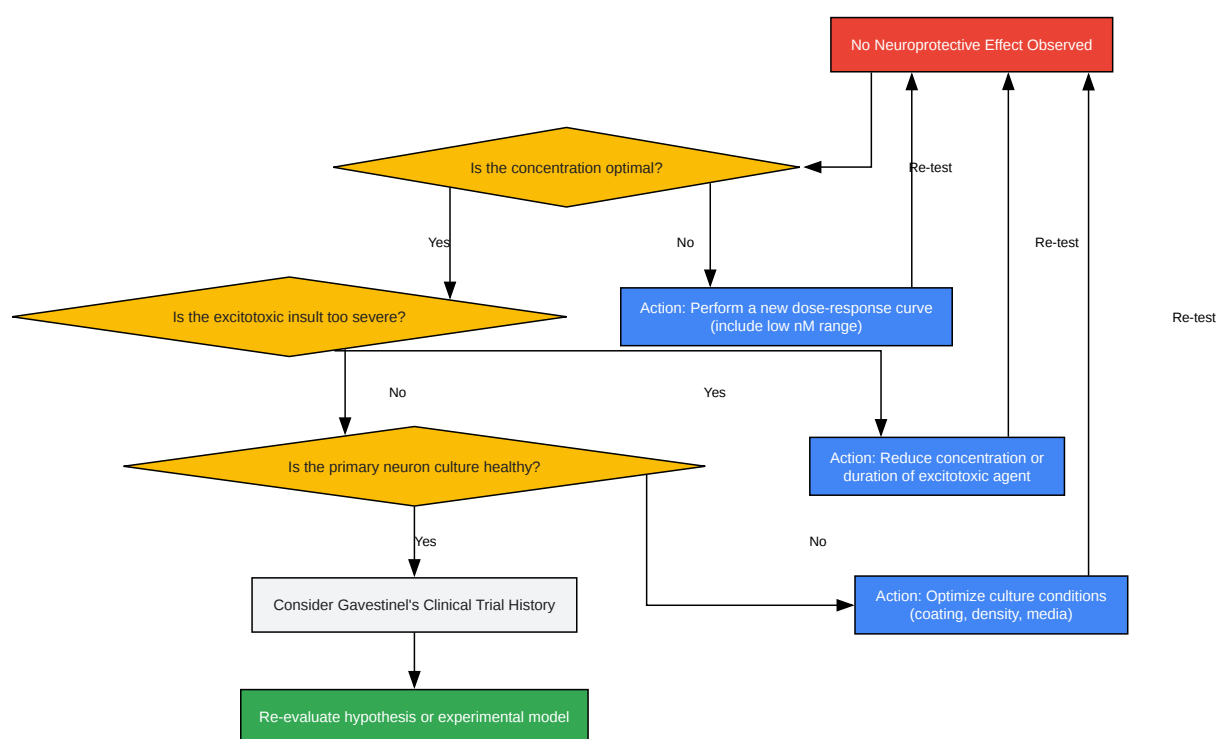 No Neuroprotective Effect Observed
Is the concentration optimal?
Re-test
Yes
No
Re-test
Is the excitotoxic insult too severe?
Action: Perform a new dose-response curve
(include low nM range)
Re-test
No
Yes
Is the primary neuron culture healthy?
Action: Reduce concentration or
duration of excitotoxic agent
Yes
No
Consider Gavestinel's Clinical Trial History
Action: Optimize culture conditions
(coating, density, media)
Re-evaluate hypothesis or experimental model